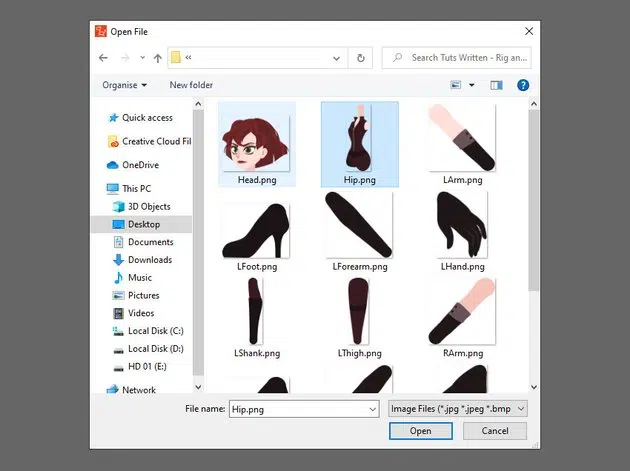 Open File
Search Tuts Written - Rig an...
Organise
New folder
Quick access
Creative Cloud Fil
OneDrive
This PC
3D Objects
Desktop
Documents
Downloads
Music
Pictures
Videos
Local Disk (C:)
Local Disk (D:)
HD 01 (E:)
Network
Head.png
Hip.png
LArm.png
LFoot.png
LForearm.png
LHand.png
LShank.png
LThigh.png
RArm.png
File name:
Hip.png
Image Files (*.jpg *.jpeg *.bmp
Open
Cancel